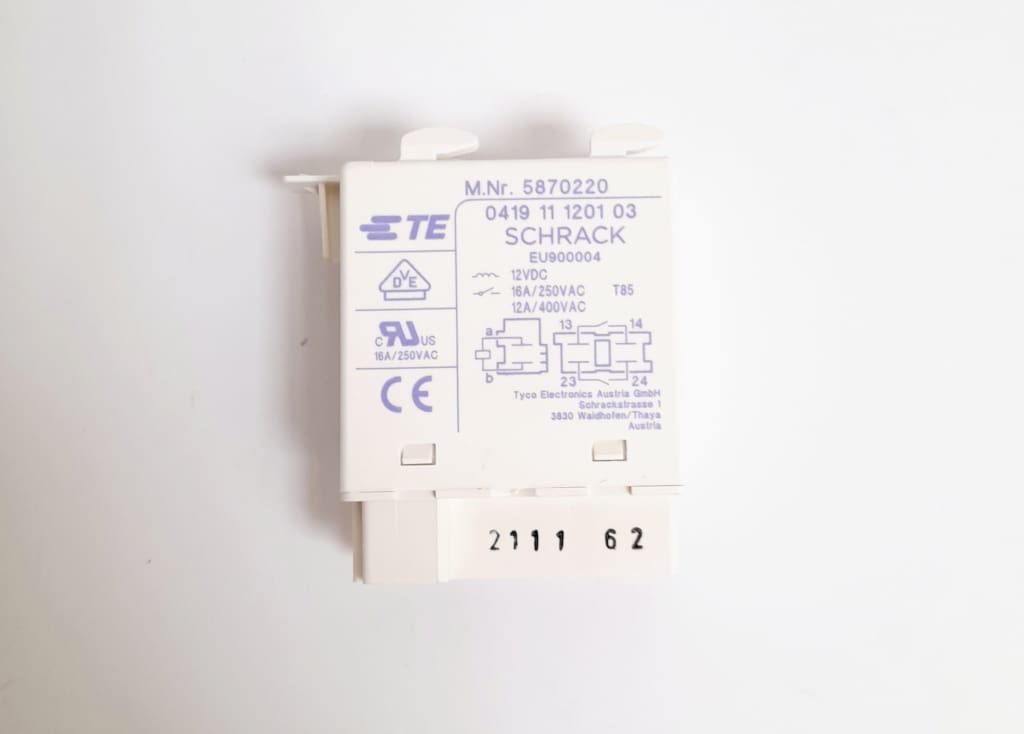 M.Nr. 5870220
TE
0419 11 1201 03
SCHRACK
EU900004
DVE
12VDC
16A/250VAC T85
12A/400VAC
c RU US
16A/250VAC
a
b
13 14
23 24
CE
Tyco Electronics Austria GmbH
Schrackstrasse 1
3830 Waidhofen/Thaya
Austria
2111 62